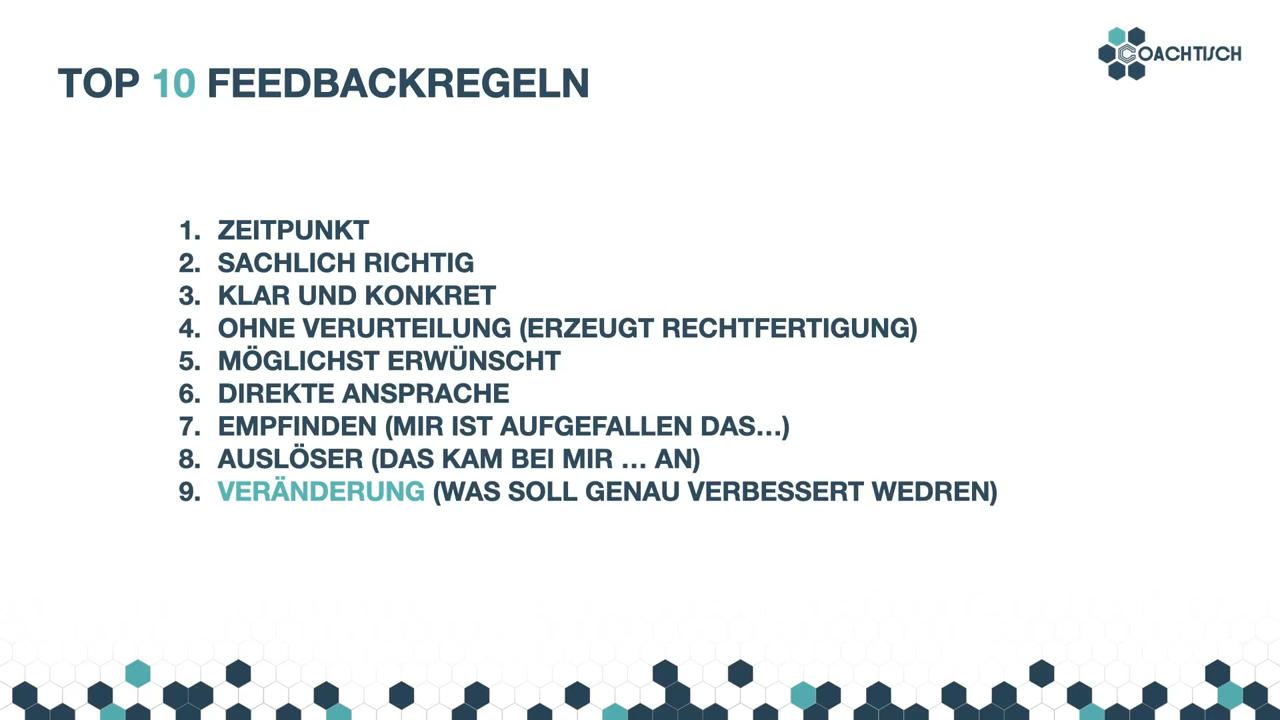 TOP 10 FEEDBACKREGELN
COACHTISCH
1. ZEITPUNKT
2. SACHLICH RICHTIG
3. KLAR UND KONKRET
4. OHNE VERURTEILUNG (ERZEUGT RECHTFERTIGUNG)
5. MÖGLICHST ERWÜNSCHT
6. DIREKTE ANSPRACHE
7. EMPFINDEN (MIR IST AUFGEFALLEN DAS...)
8. AUSLÖSER (DAS KAM BEI MIR ... AN)
9. VERÄNDERUNG (WAS SOLL GENAU VERBESSERT WEDREN)